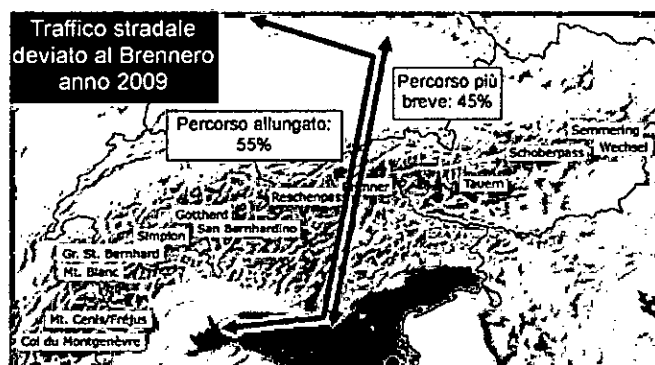 Traffico stradale
deviato al Brennero
anno 2009
Percorso più
breve: 45%
Percorso allungato:
55%
Semmering
Wechsel
Schoberpass
Tauern
Brenner
Reschenpass
Gotthard
San Bernhardino
Simplon
Gr. St. Bernhard
Mt. Blanc
Mt. Cenis/Fréjus
Col du Montgenèvre